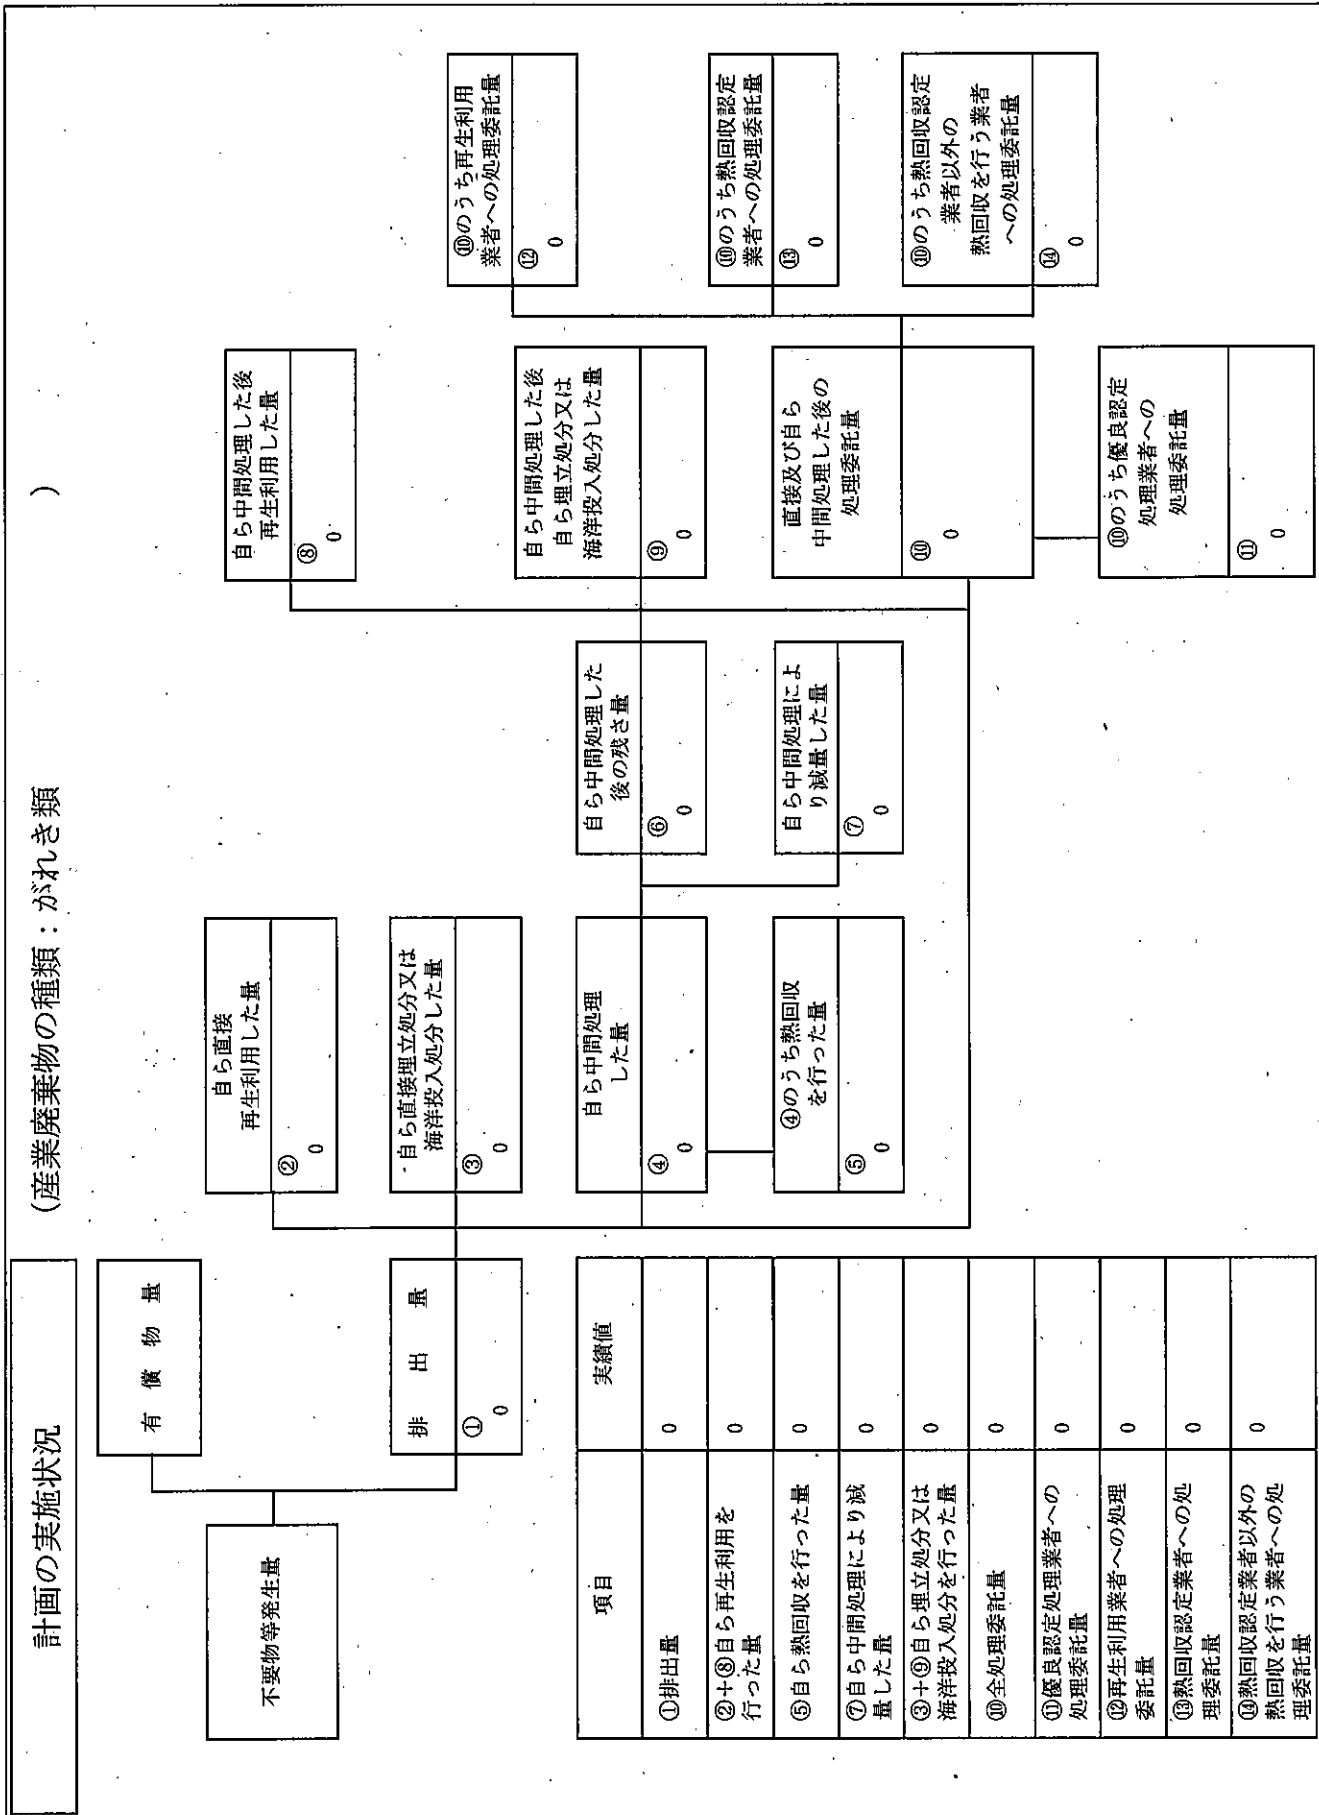 計画の実施状況
(産業廃棄物の種類：がれき類 )
不要物等発生量
有償物量
排出量
① 0
自ら直接
再生利用した量
② 0
自ら直接埋立処分又は
海洋投入処分した量
③ 0
自ら中間処理
した量
④ 0
④のうち熱回収
を行った量
⑤ 0
自ら中間処理した
後の残さ量
⑥ 0
自ら中間処理によ
り減量した量
⑦ 0
自ら中間処理した後
再生利用した量
⑧ 0
自ら中間処理した後
自ら埋立処分又は
海洋投入処分した量
⑨ 0
直接及び自ら
中間処理した後の
処理委託量
⑩ 0
⑩のうち優良認定
処理業者への
処理委託量
⑪ 0
⑩のうち再生利用
業者への処理委託量
⑫ 0
⑩のうち熱回収認定
業者への処理委託量
⑬ 0
⑩のうち熱回収認定
業者以外の
熱回収を行う業者
への処理委託量
⑭ 0
項目 実績値
①排出量 0
②+⑧自ら再生利用を
行った量 0
⑤自ら熱回収を行った量 0
⑦自ら中間処理により減
量した量 0
③+⑨自ら埋立処分又は
海洋投入処分を行った量 0
⑩全処理委託量 0
⑪優良認定処理業者への
処理委託量 0
⑫再生利用業者への処理
委託量 0
⑬熱回収認定業者への処
理委託量 0
⑭熱回収認定業者以外の
熱回収を行う業者への処
理委託量 0